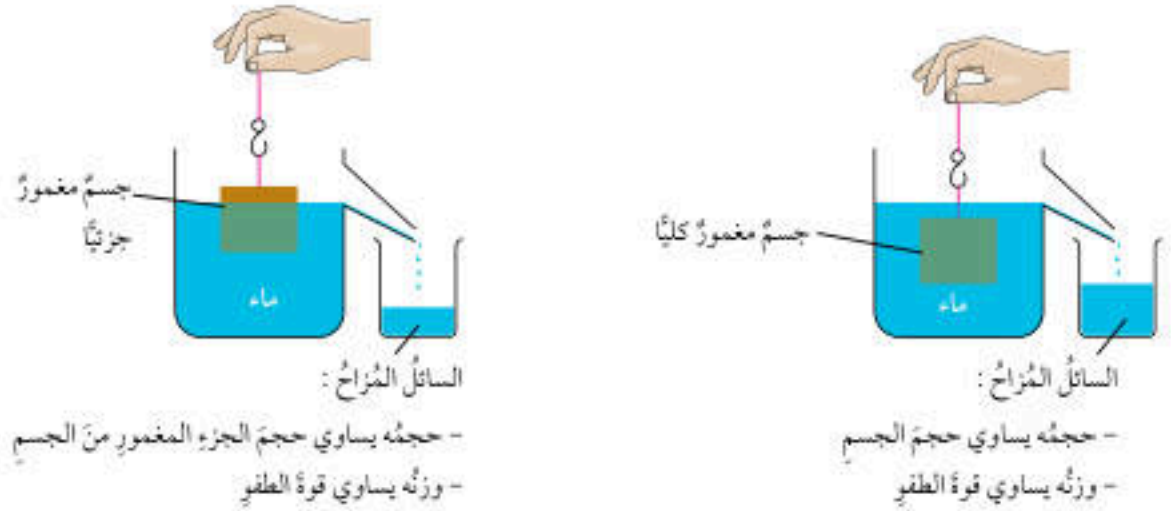 جسمٌ مغمورٌ كليًّا
ماء
السائلُ المُزاحُ :
- حجمُه يساوي حجمَ الجسمِ
- وزنُه يساوي قوةَ الطفوِ
جسمٌ مغمورٌ
جزئيًّا
ماء
السائلُ المُزاحُ :
- حجمُه يساوي حجمَ الجزءِ المغمورِ منَ الجسمِ
- وزنُه يساوي قوةَ الطفوِ